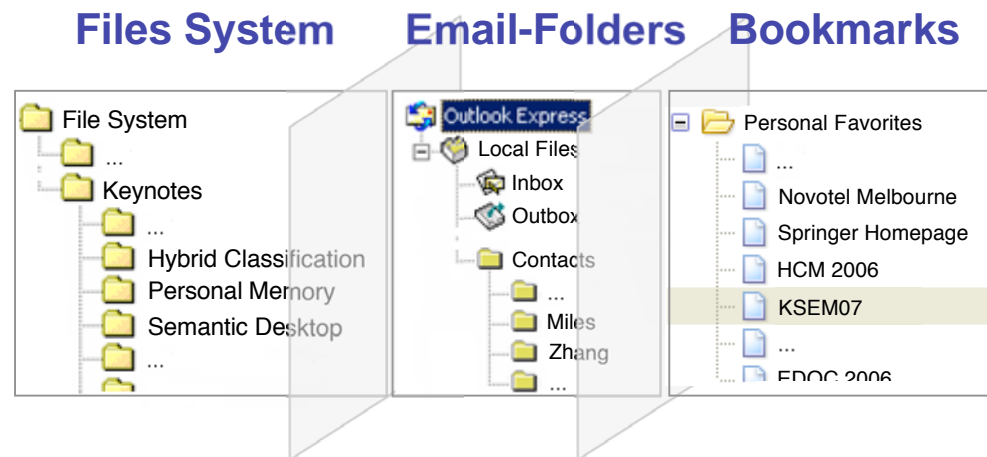 Files System
Email-Folders
Bookmarks
File System
...
Keynotes
...
Hybrid Classification
Personal Memory
Semantic Desktop
...
Outlook Express
Local Files
Inbox
Outbox
Contacts
...
Miles
Zhang
...
Personal Favorites
...
Novotel Melbourne
Springer Homepage
HCM 2006
KSEM07
...
EDOC 2006